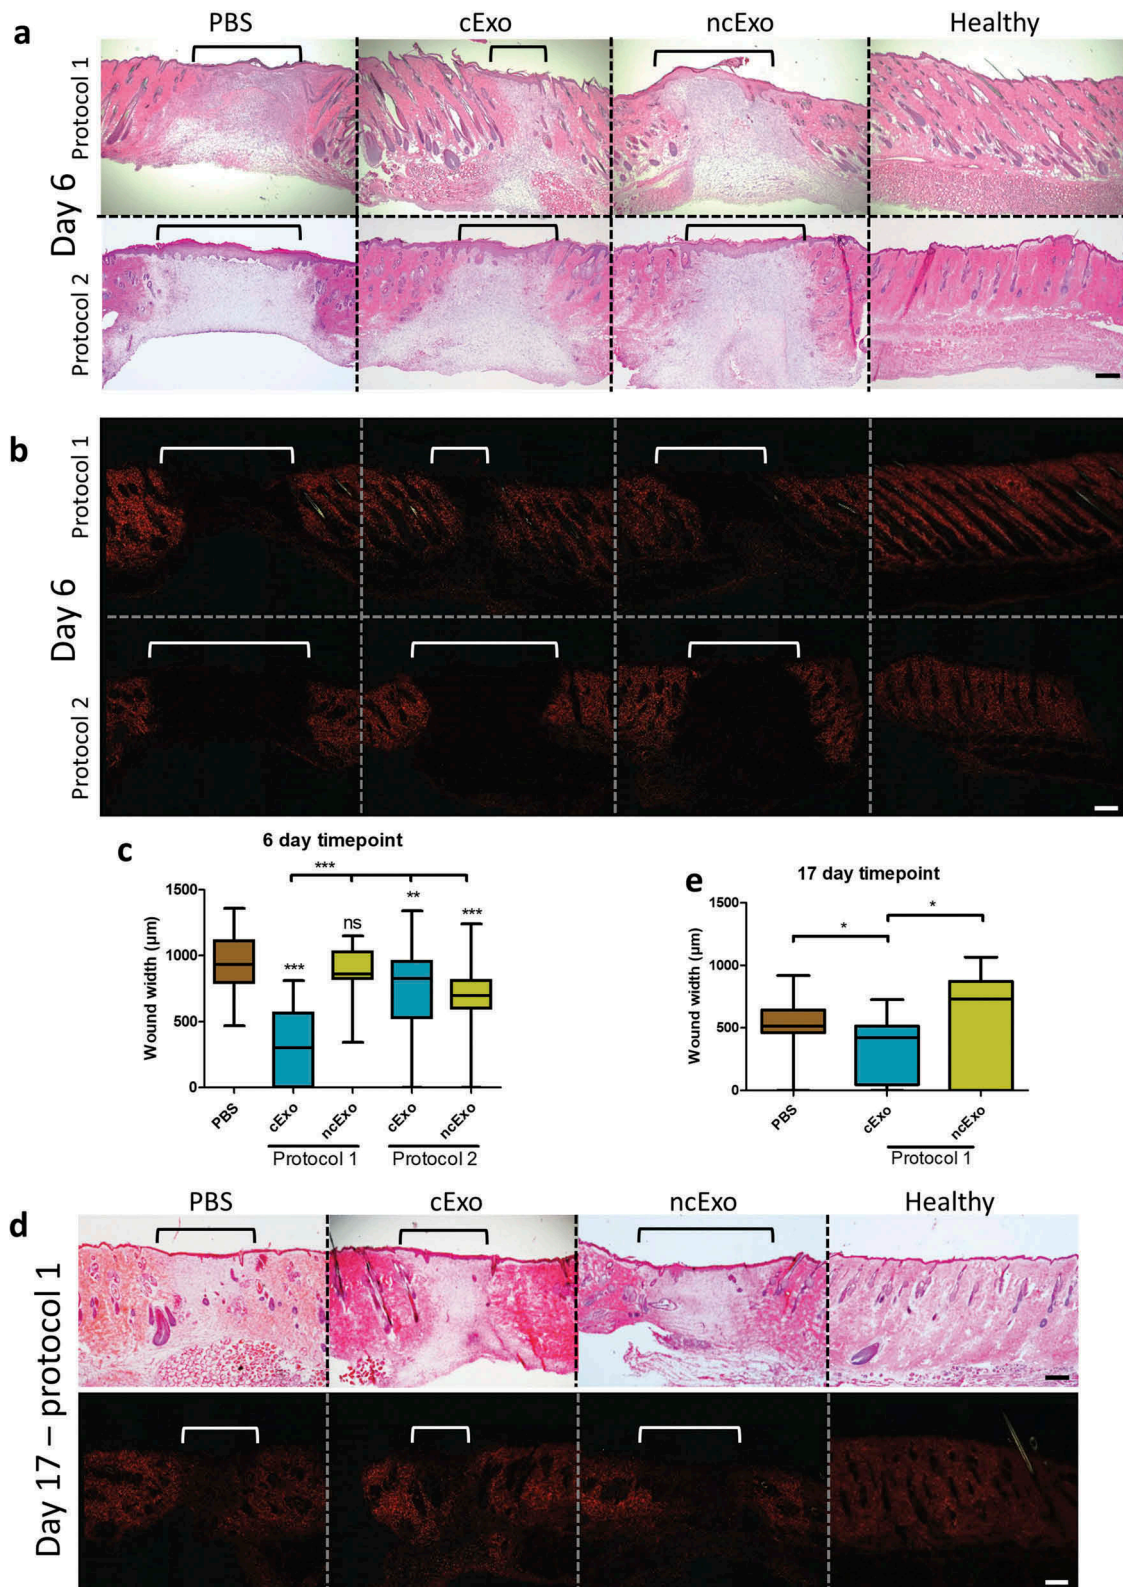 a
PBS cExo ncExo Healthy
Day 6
Protocol 1
Protocol 2
b
Day 6
Protocol 1
Protocol 2
c
6 day timepoint
Wound width (µm)
1500
1000
500
0
***
***
ns
**
***
PBS cExo ncExo cExo ncExo
Protocol 1 Protocol 2
e
17 day timepoint
Wound width (µm)
1500
1000
500
0
*
*
PBS cExo ncExo
Protocol 1
d
PBS cExo ncExo Healthy
Day 17 – protocol 1